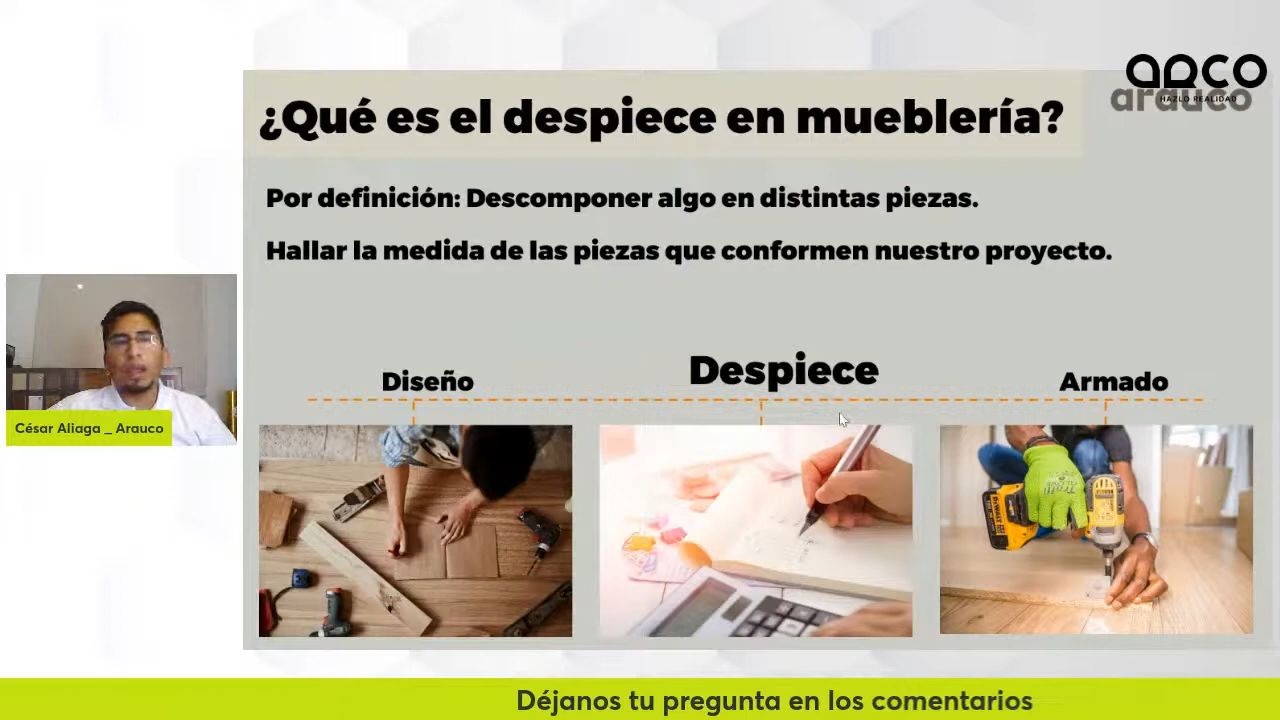 ¿Qué es el despiece en mueblería?
arco
arauco
HAZLO REALIDAD
Por definición: Descomponer algo en distintas piezas.
Hallar la medida de las piezas que conformen nuestro proyecto.
Diseño
Despiece
Armado
César Aliaga _ Arauco
DEWALT
Déjanos tu pregunta en los comentarios